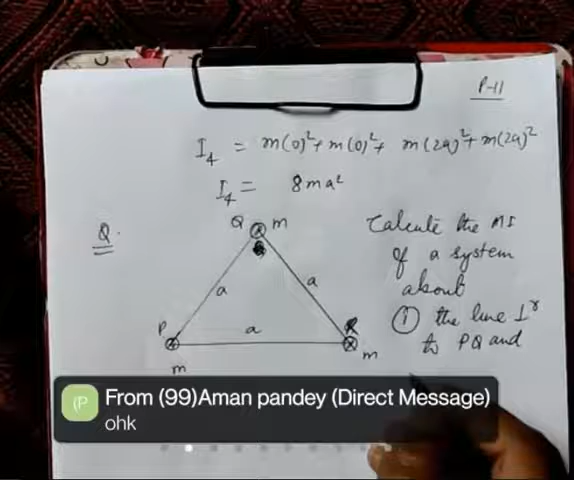 P-11
I₄ = m(0)²+ m(0)²+ m(2a)²+ m(2a)²
I₄ = 8ma²
Q.
Q m
Calculate the MI
of a system
about
a a
① the line ⊥ʳ
to PQ and
P a R
m m
(P
From (99)Aman pandey (Direct Message)
ohk